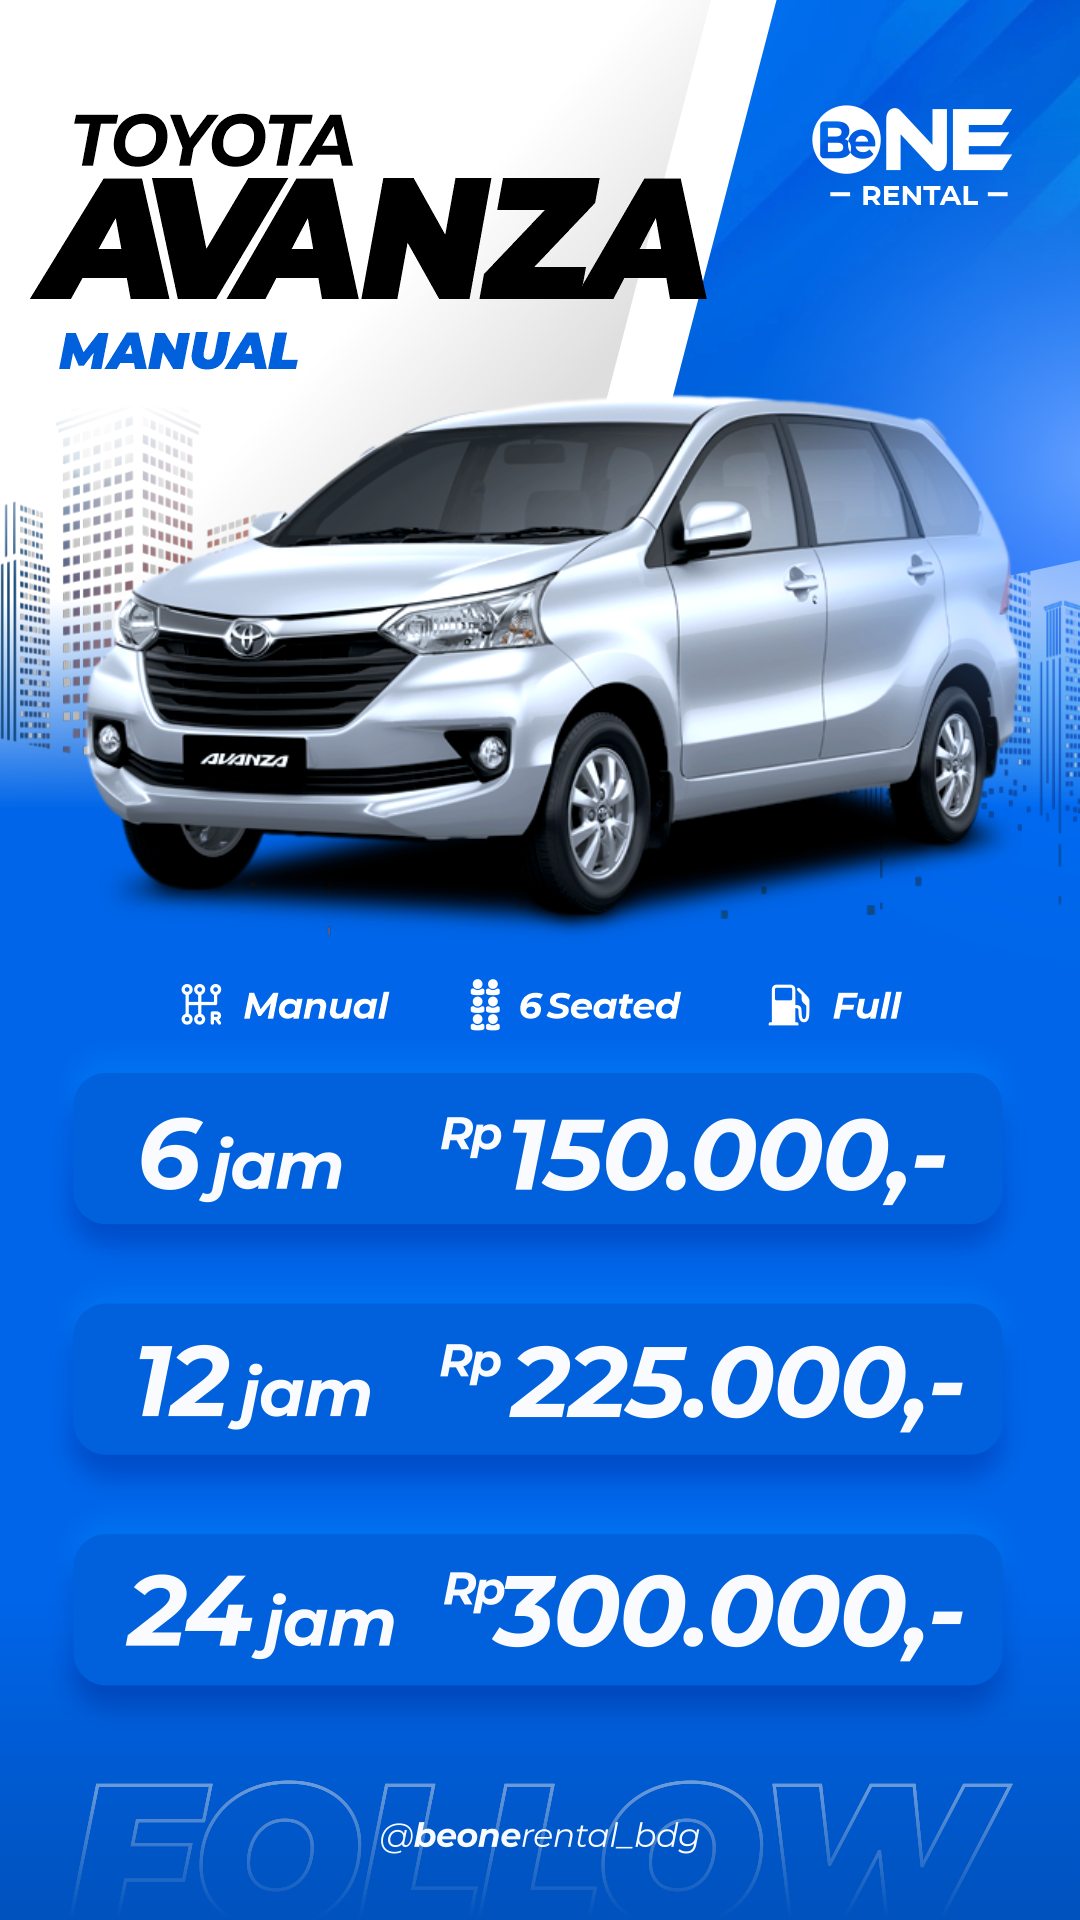 TOYOTA
AVANZA
MANUAL
BeONE
RENTAL
AVANZA
R
Manual
6 Seated
Full
6 jam Rp 150.000,-
12 jam Rp 225.000,-
24 jam Rp 300.000,-
FOLLOW
@beonerental_bdg